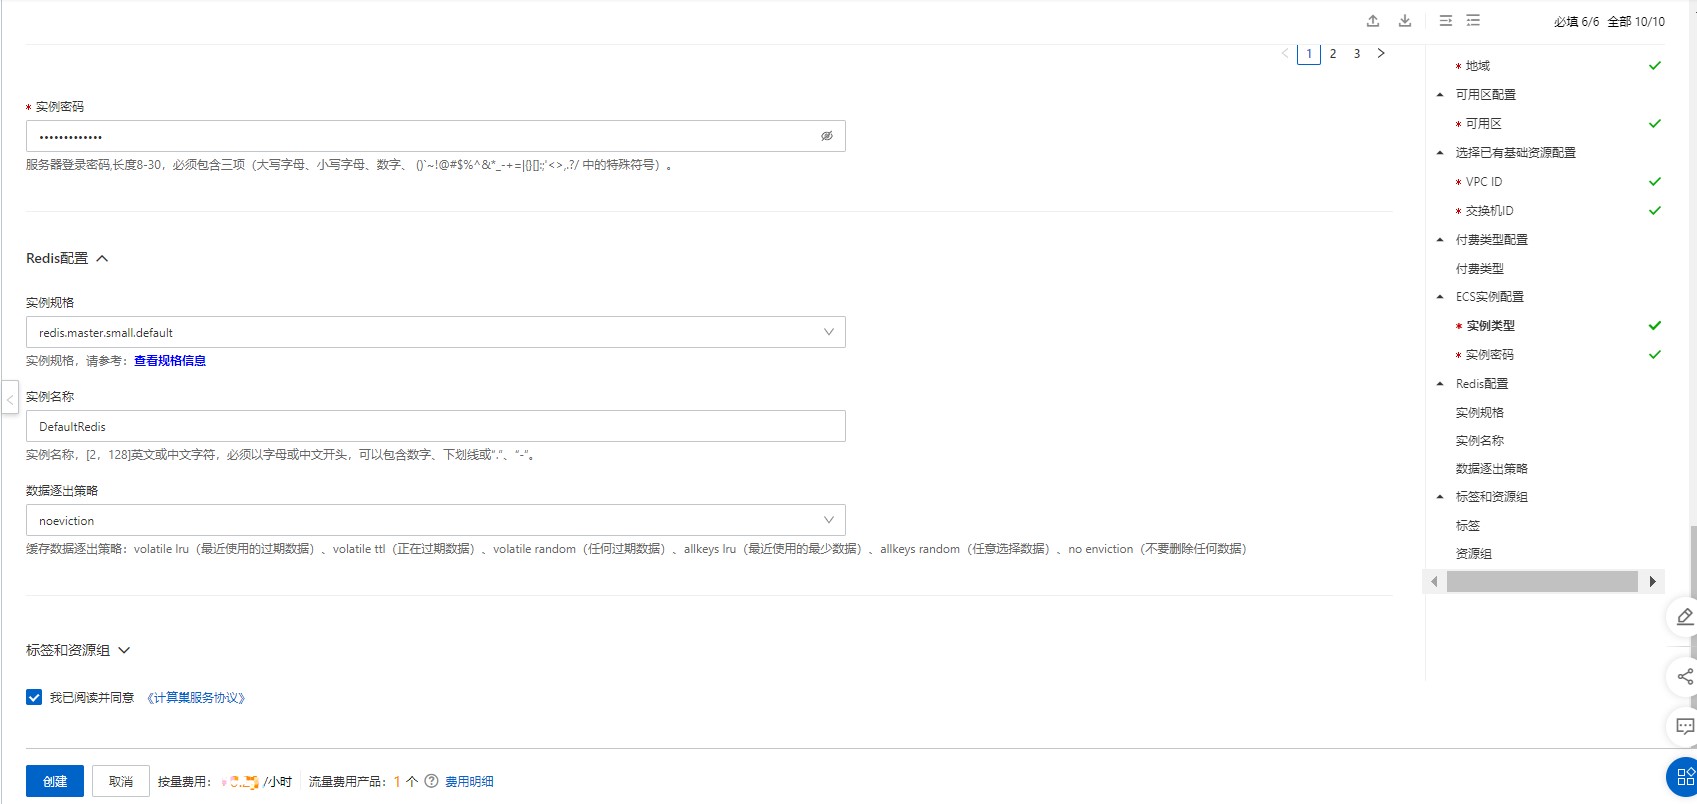 必填 6/6 全部 10/10
1 2 3
* 实例密码
•••••••••••••
服务器登录密码,长度8-30，必须包含三项（大写字母、小写字母、数字、 ()`~!@#$%^&*_-+=|{}[]:;'<>,.?/ 中的特殊符号）。
Redis配置
实例规格
redis.master.small.default
实例规格，请参考：查看规格信息
实例名称
DefaultRedis
实例名称，[2，128]英文或中文字符，必须以字母或中文开头，可以包含数字、下划线或“.”、“-”。
数据逐出策略
noeviction
缓存数据逐出策略：volatile lru（最近使用的过期数据）、volatile ttl（正在过期数据）、volatile random（任何过期数据）、allkeys lru（最近使用的最少数据）、allkeys random（任意选择数据）、no enviction（不要删除任何数据）
标签和资源组
我已阅读并同意 《计算巢服务协议》
创建 取消 按量费用： /小时 流量费用产品：1 个 费用明细
* 地域
可用区配置
* 可用区
选择已有基础资源配置
* VPC ID
* 交换机ID
付费类型配置
付费类型
ECS实例配置
* 实例类型
* 实例密码
Redis配置
实例规格
实例名称
数据逐出策略
标签和资源组
标签
资源组